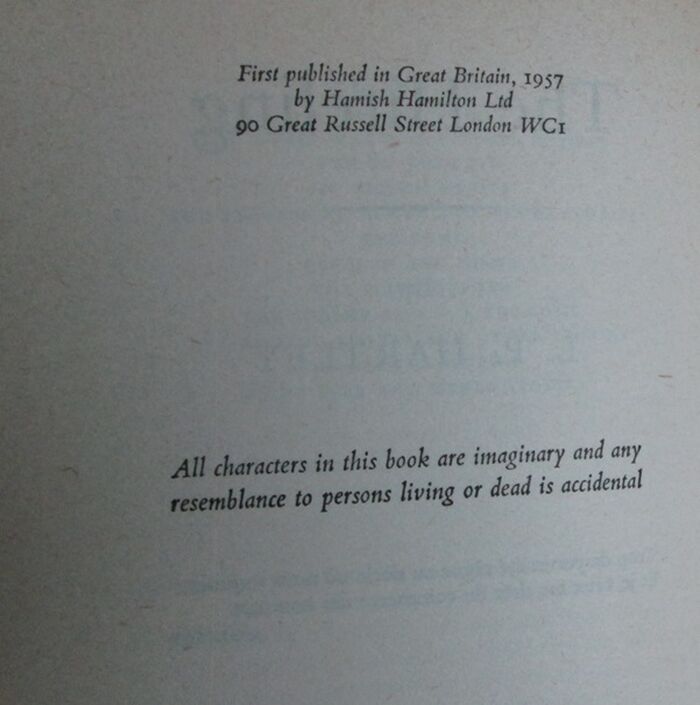 First published in Great Britain, 1957
by Hamish Hamilton Ltd
90 Great Russell Street London WC1
All characters in this book are imaginary and any
resemblance to persons living or dead is accidental